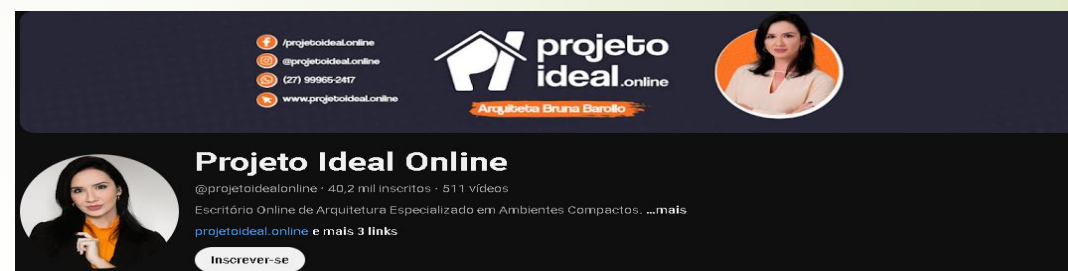 /projetoideal.online
@projetoideal.online
(27) 99965-2417
www.projetoideal.online
projeto
ideal.online
Arquiteta Bruna Barollo
Projeto Ideal Online
@projetoidealonline · 40,2 mil inscritos · 511 vídeos
Escritório Online de Arquitetura Especializado em Ambientes Compactos. ...mais
projetoideal.online e mais 3 links
Inscrever-se